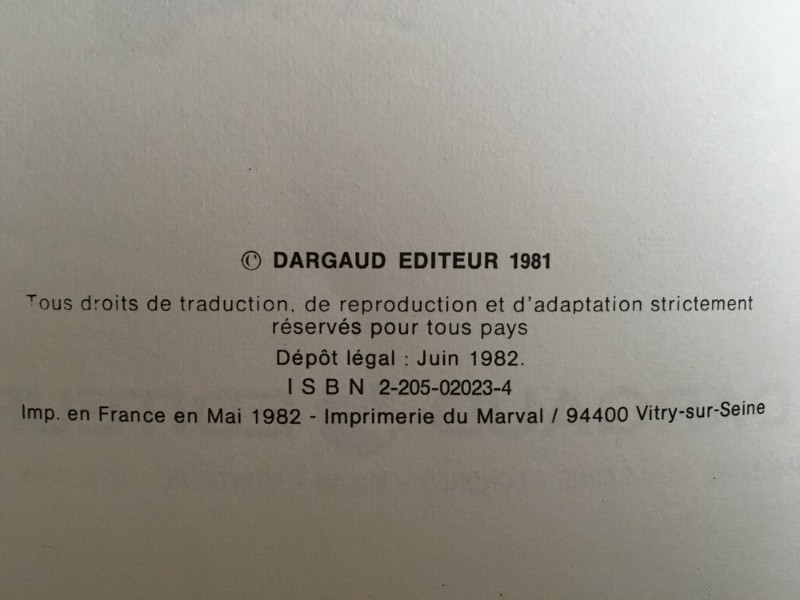 © DARGAUD EDITEUR 1981
Tous droits de traduction, de reproduction et d'adaptation strictement
réservés pour tous pays
Dépôt légal : Juin 1982.
ISBN 2-205-02023-4
Imp. en France en Mai 1982 - Imprimerie du Marval / 94400 Vitry-sur-Seine